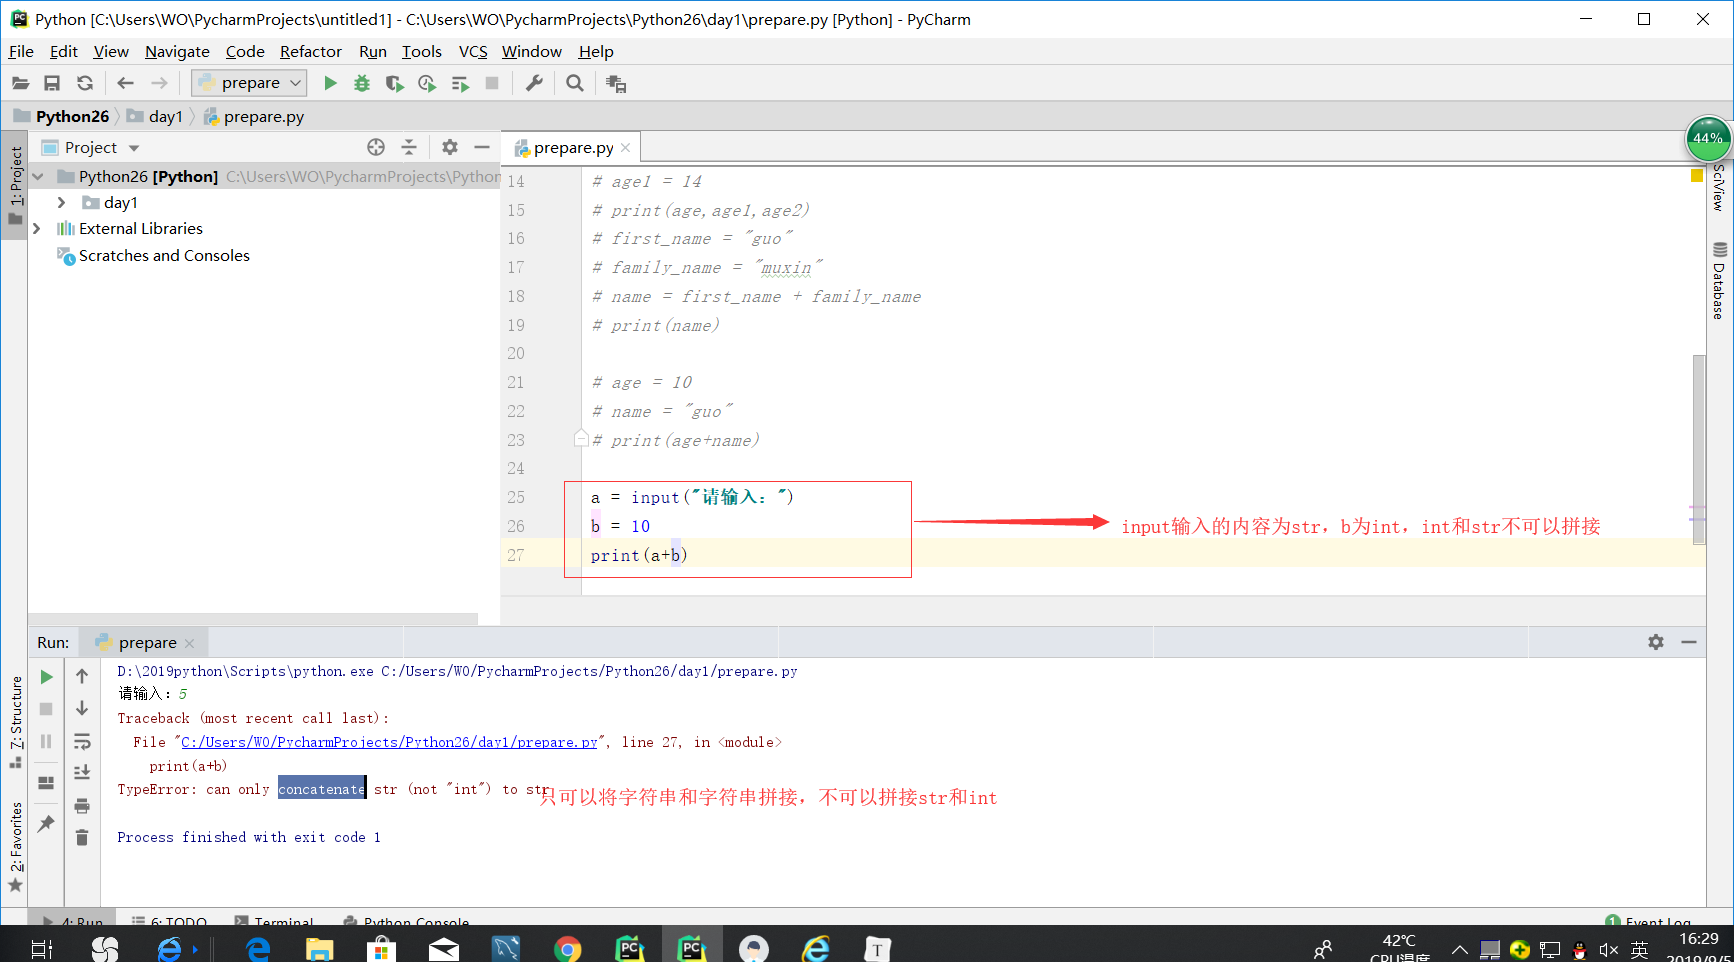 Python [C:\Users\WO\PycharmProjects\untitled1] - C:\Users\WO\PycharmProjects\Python26\day1\prepare.py [Python] - PyCharm
File Edit View Navigate Code Refactor Run Tools VCS Window Help
prepare
Python26 day1 prepare.py
44%
1: Project
Project
prepare.py
Python26 [Python] C:\Users\WO\PycharmProjects\Python
day1
External Libraries
Scratches and Consoles
SciView
Database
14 # age1 = 14
15 # print(age,age1,age2)
16 # first_name = "guo"
17 # family_name = "muxin"
18 # name = first_name + family_name
19 # print(name)
20
21 # age = 10
22 # name = "guo"
23 # print(age+name)
24
25 a = input("请输入：")
26 b = 10
27 print(a+b)
input输入的内容为str，b为int，int和str不可以拼接
Run: prepare
D:\2019python\Scripts\python.exe C:/Users/WO/PycharmProjects/Python26/day1/prepare.py
请输入：5
Traceback (most recent call last):
File "C:/Users/WO/PycharmProjects/Python26/day1/prepare.py", line 27, in <module>
print(a+b)
TypeError: can only concatenate str (not "int") to str
只可以将字符串和字符串拼接，不可以拼接str和int
Process finished with exit code 1
7: Structure
2: Favorites
4: Run 6: TODO Terminal Python Console
1 Event Log
42℃
CPU温度
英
16:29
2019/9/5